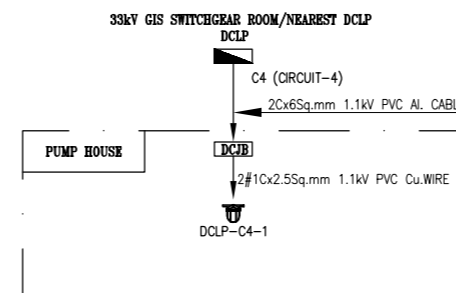 33kV GIS SWITCHGEAR ROOM/NEAREST DCLP
DCLP
C4 (CIRCUIT-4)
2Cx6Sq.mm 1.1kV PVC Al. CABL
PUMP HOUSE
DCJB
2#1Cx2.5Sq.mm 1.1kV PVC Cu.WIRE
DCLP-C4-1